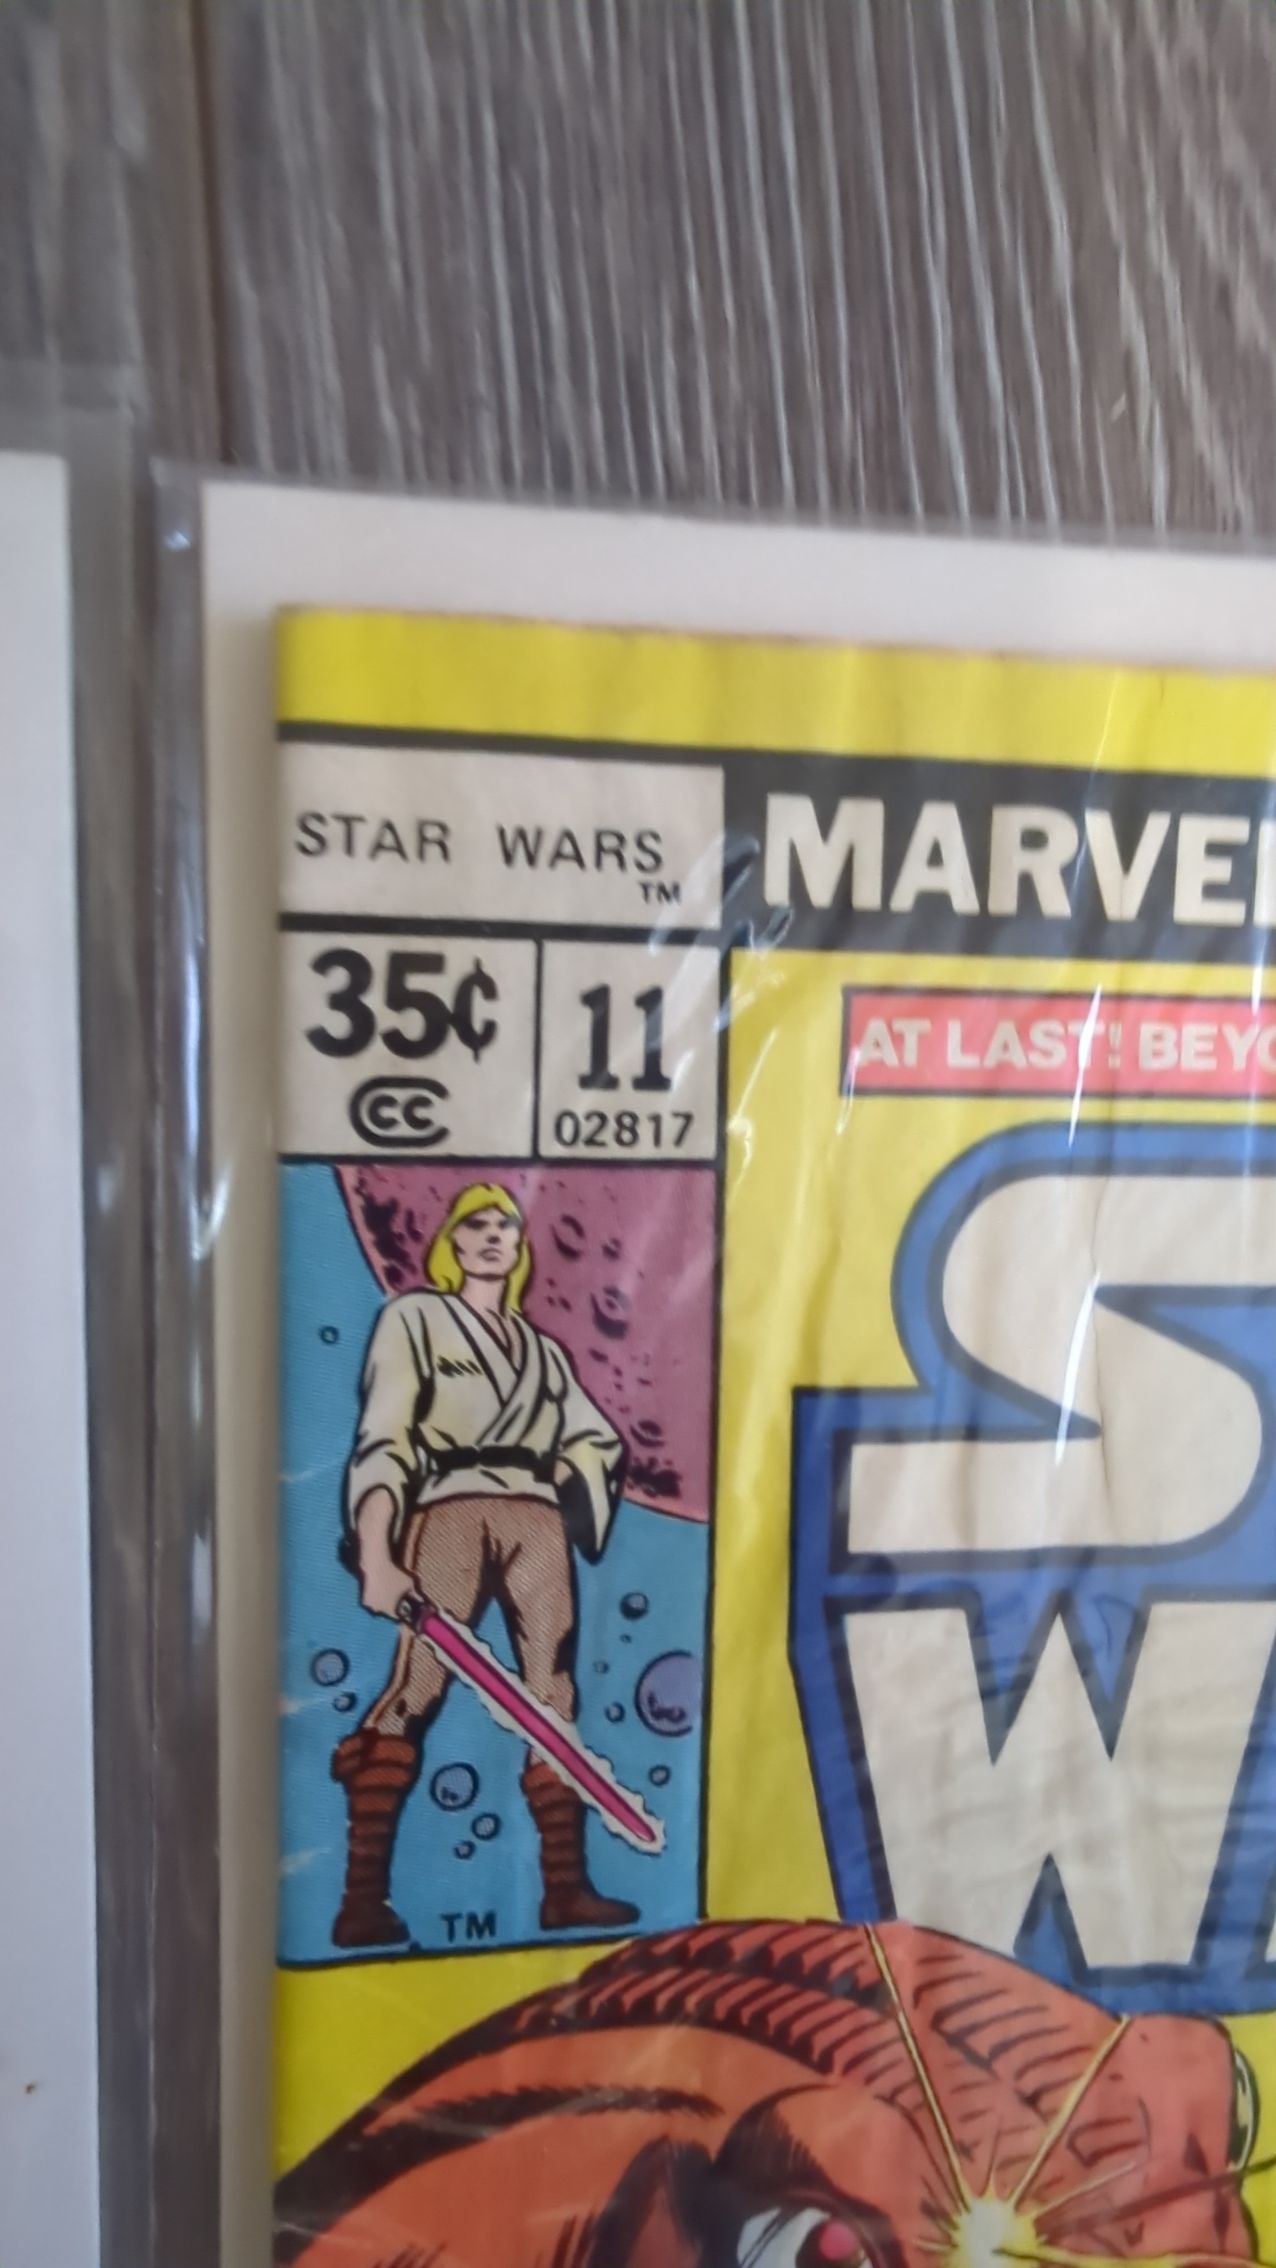 STAR WARS
TM
MARVEL
35¢
CC
11
02817
AT LAST! BEYO
S
W
TM